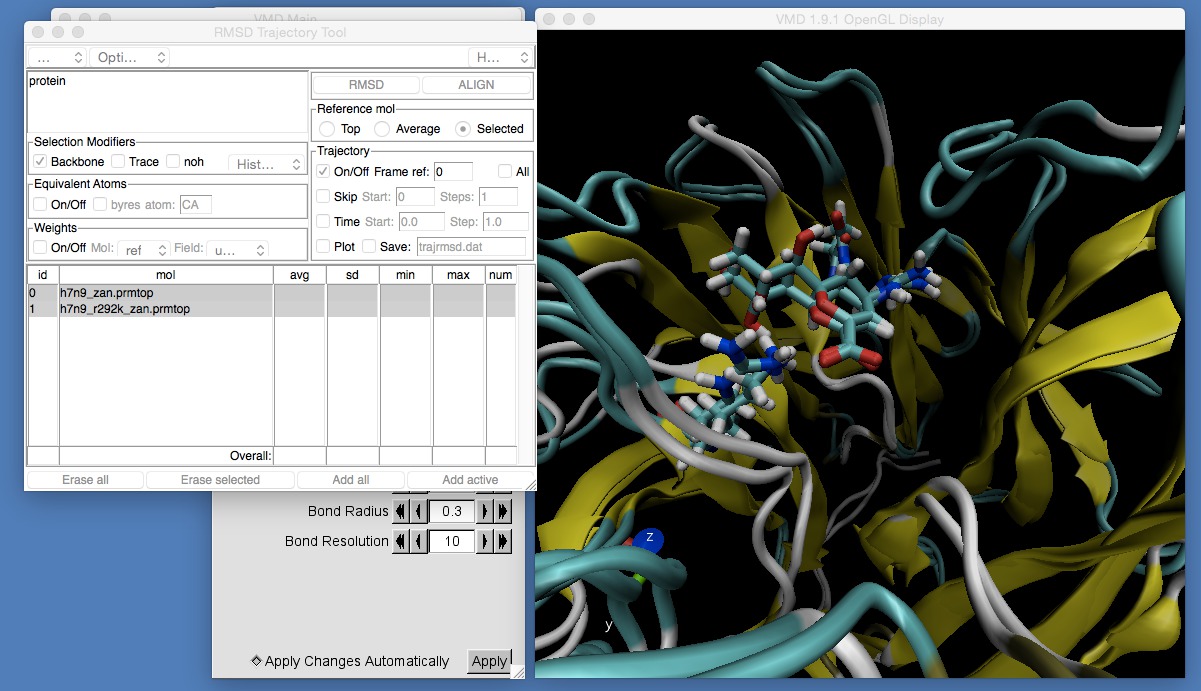 VMD Main
RMSD Trajectory Tool
... Opti... H...
protein
RMSD ALIGN
Reference mol
Top Average Selected
Selection Modifiers
Backbone Trace noh Hist...
Trajectory
On/Off Frame ref: 0 All
Equivalent Atoms
On/Off byres atom: CA
Skip Start: 0 Steps: 1
Time Start: 0.0 Step: 1.0
Weights
On/Off Mol: ref Field: u...
Plot Save: trajrmsd.dat
id mol avg sd min max num
0 h7n9_zan.prmtop
1 h7n9_r292k_zan.prmtop
Overall:
Erase all Erase selected Add all Add active
Bond Radius 0.3
Bond Resolution 10
Apply Changes Automatically Apply
VMD 1.9.1 OpenGL Display
z
y